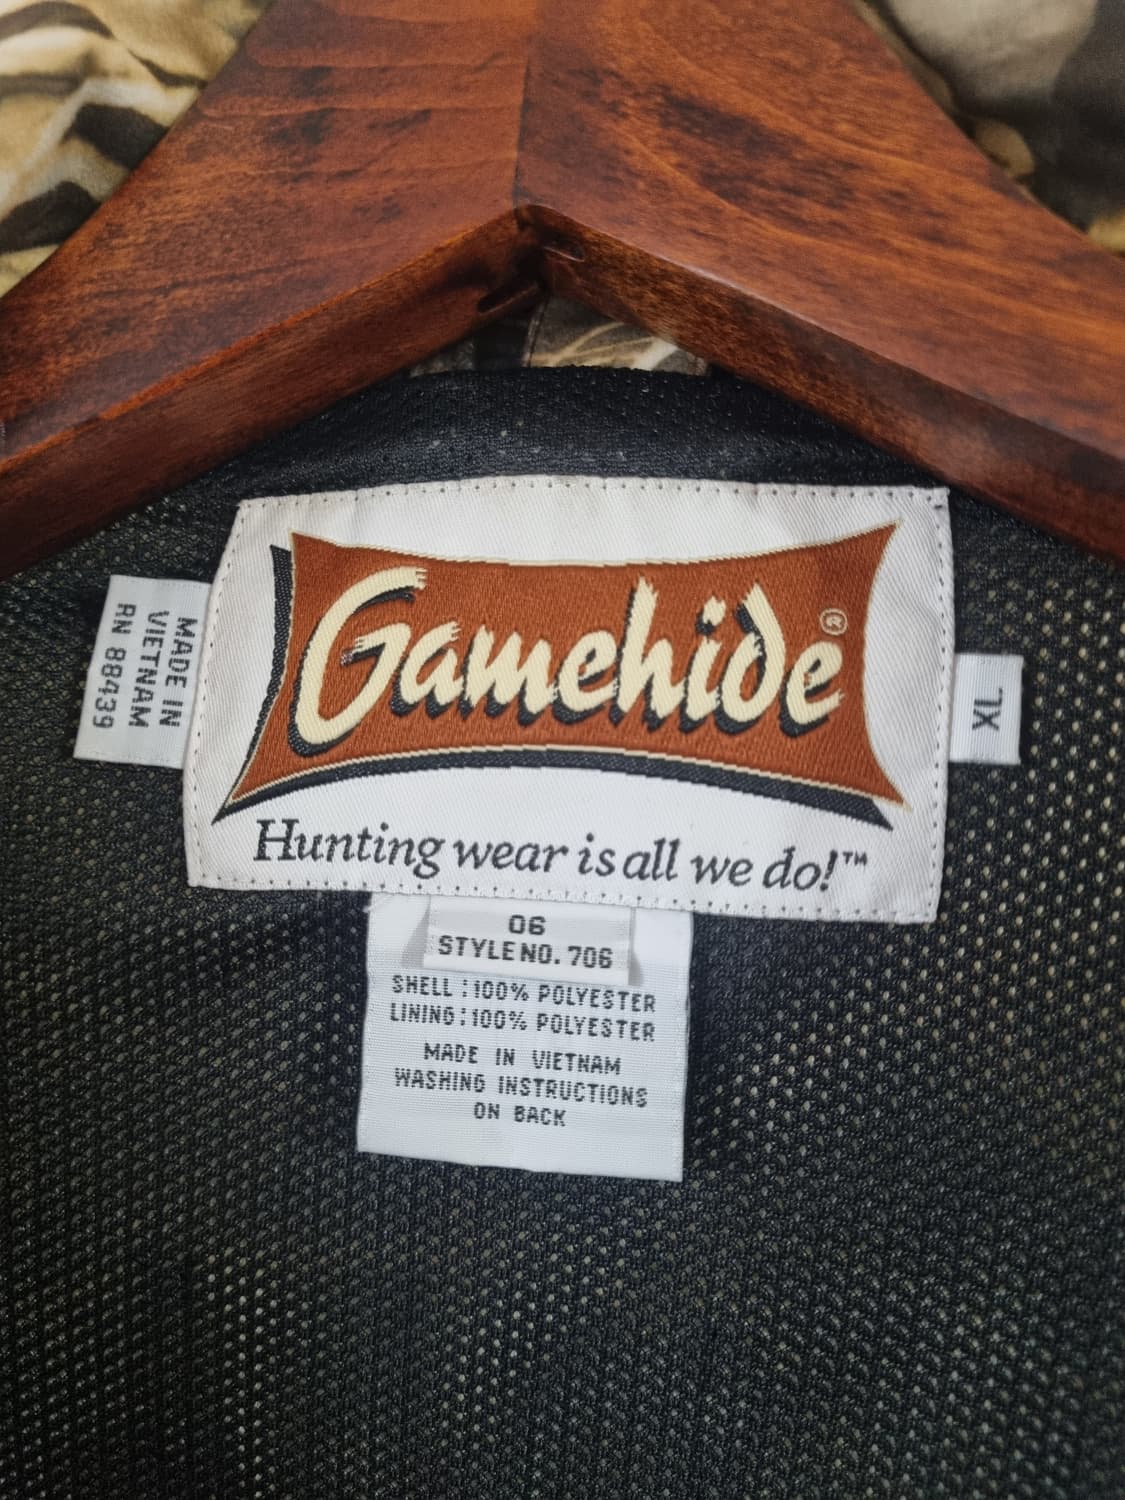 Gamehide®
Hunting wear is all we do!™
MADE IN
VIETNAM
RN 88439
XL
06
STYLE NO. 706
SHELL : 100% POLYESTER
LINING : 100% POLYESTER
MADE IN VIETNAM
WASHING INSTRUCTIONS
ON BACK